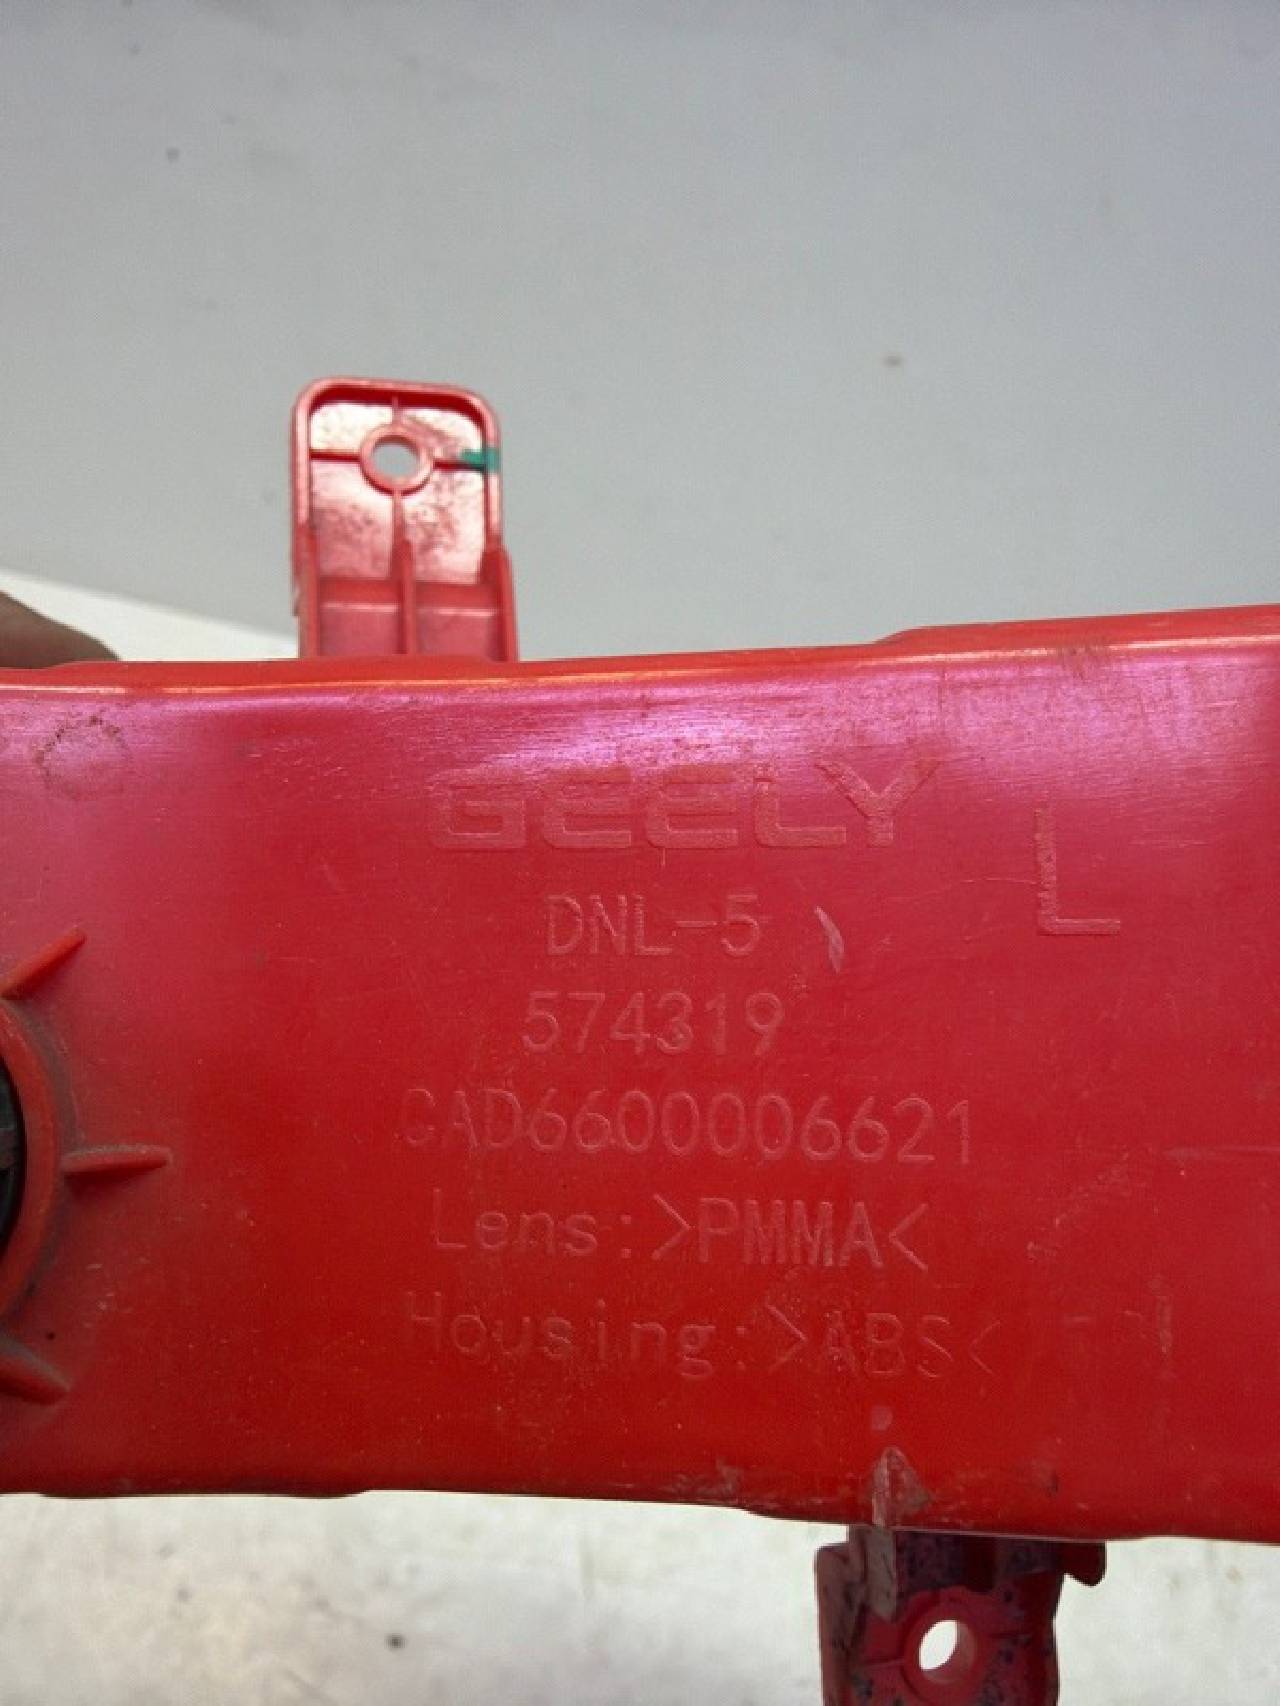 GEELY
L
DNL-5
574319
CAD6600006621
Lens:>PMMA<
Housing:>ABS<